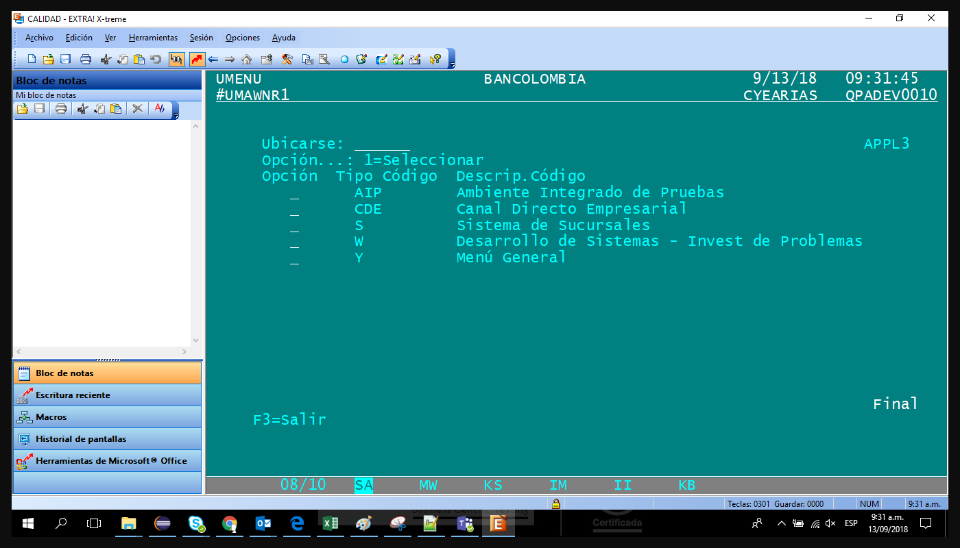 CALIDAD - EXTRA! X-treme
Archivo Edición Ver Herramientas Sesión Opciones Ayuda
Bloc de notas
Mi bloc de notas
UMENU BANCOLOMBIA 9/13/18 09:31:45
#UMAWNR1 CYEARIAS QPADEV0010
Ubicarse: ______ APPL3
Opción...: 1=Seleccionar
Opción Tipo Código Descrip.Código
_ AIP Ambiente Integrado de Pruebas
_ CDE Canal Directo Empresarial
_ S Sistema de Sucursales
_ W Desarrollo de Sistemas - Invest de Problemas
_ Y Menú General
Bloc de notas
Escritura reciente
Macros
Historial de pantallas
Herramientas de Microsoft® Office
Final
F3=Salir
08/10 SA MW KS IM II KB
Teclas: 0301 Guardar: 0000 NUM 9:31 a.m.
Certificada
ESP
9:31 a.m.
13/09/2018